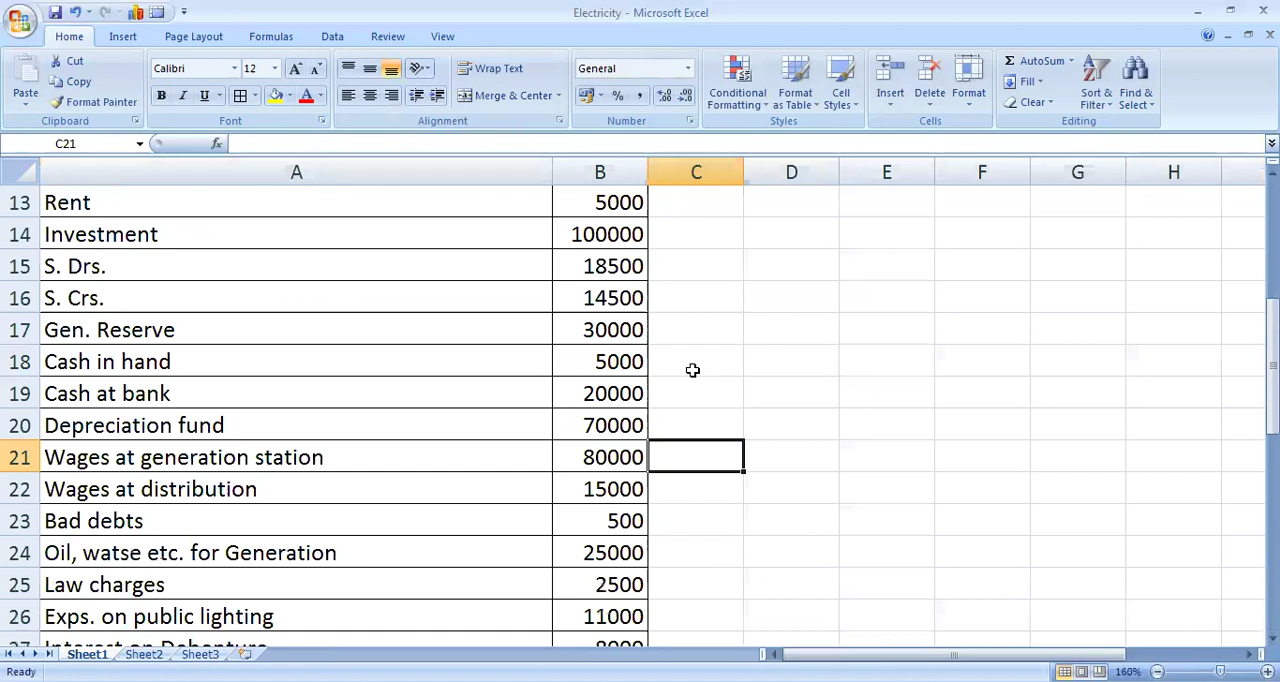 Electricity - Microsoft Excel
Home Insert Page Layout Formulas Data Review View
Cut
Copy
Format Painter
Paste
Clipboard
Calibri 12
B I U
Font
Wrap Text
Merge & Center
Alignment
General
% ,
Number
Conditional Formatting
Format as Table
Cell Styles
Styles
Insert Delete Format
Cells
Σ AutoSum
Fill
Clear
Sort & Filter
Find & Select
Editing
C21 fx
A B C D E F G H
13 Rent 5000
14 Investment 100000
15 S. Drs. 18500
16 S. Crs. 14500
17 Gen. Reserve 30000
18 Cash in hand 5000
19 Cash at bank 20000
20 Depreciation fund 70000
21 Wages at generation station 80000
22 Wages at distribution 15000
23 Bad debts 500
24 Oil, watse etc. for Generation 25000
25 Law charges 2500
26 Exps. on public lighting 11000
27 Interest on Debenture 8000
Sheet1 Sheet2 Sheet3
Ready 160%